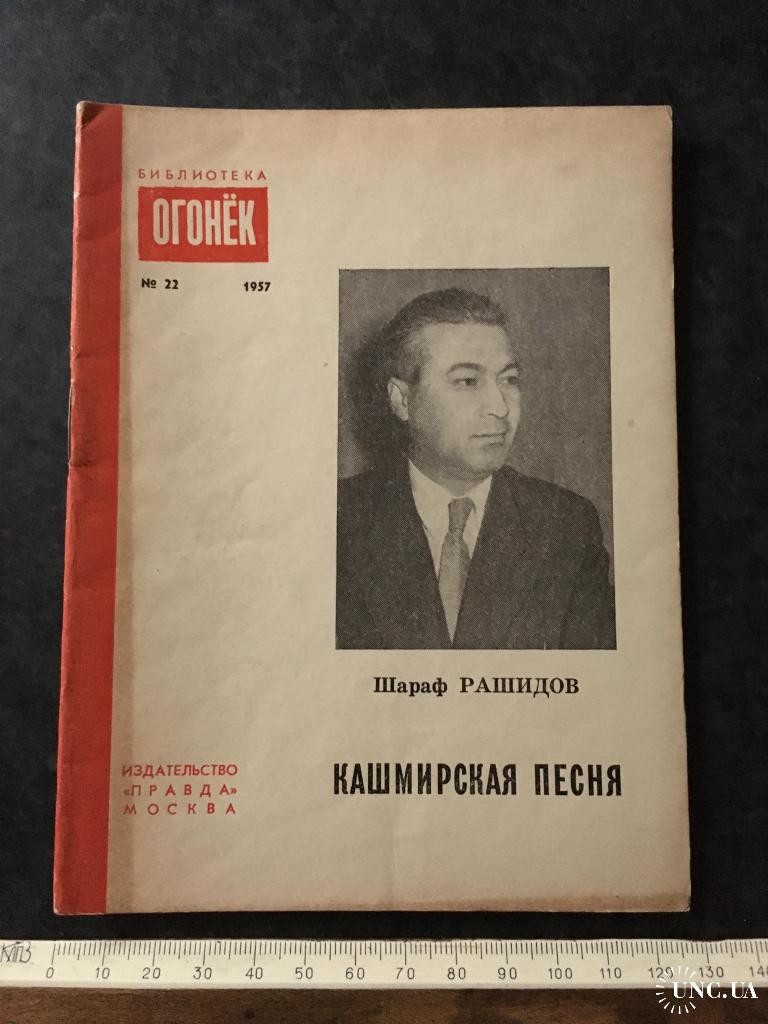 БИБЛИОТЕКА
ОГОНЁК
№ 22 1957
Шараф РАШИДОВ
КАШМИРСКАЯ ПЕСНЯ
ИЗДАТЕЛЬСТВО
«ПРАВДА»
МОСКВА
0 10 20 30 40 50 60 70 80 90 100 110 120 130 140
UNC.UA